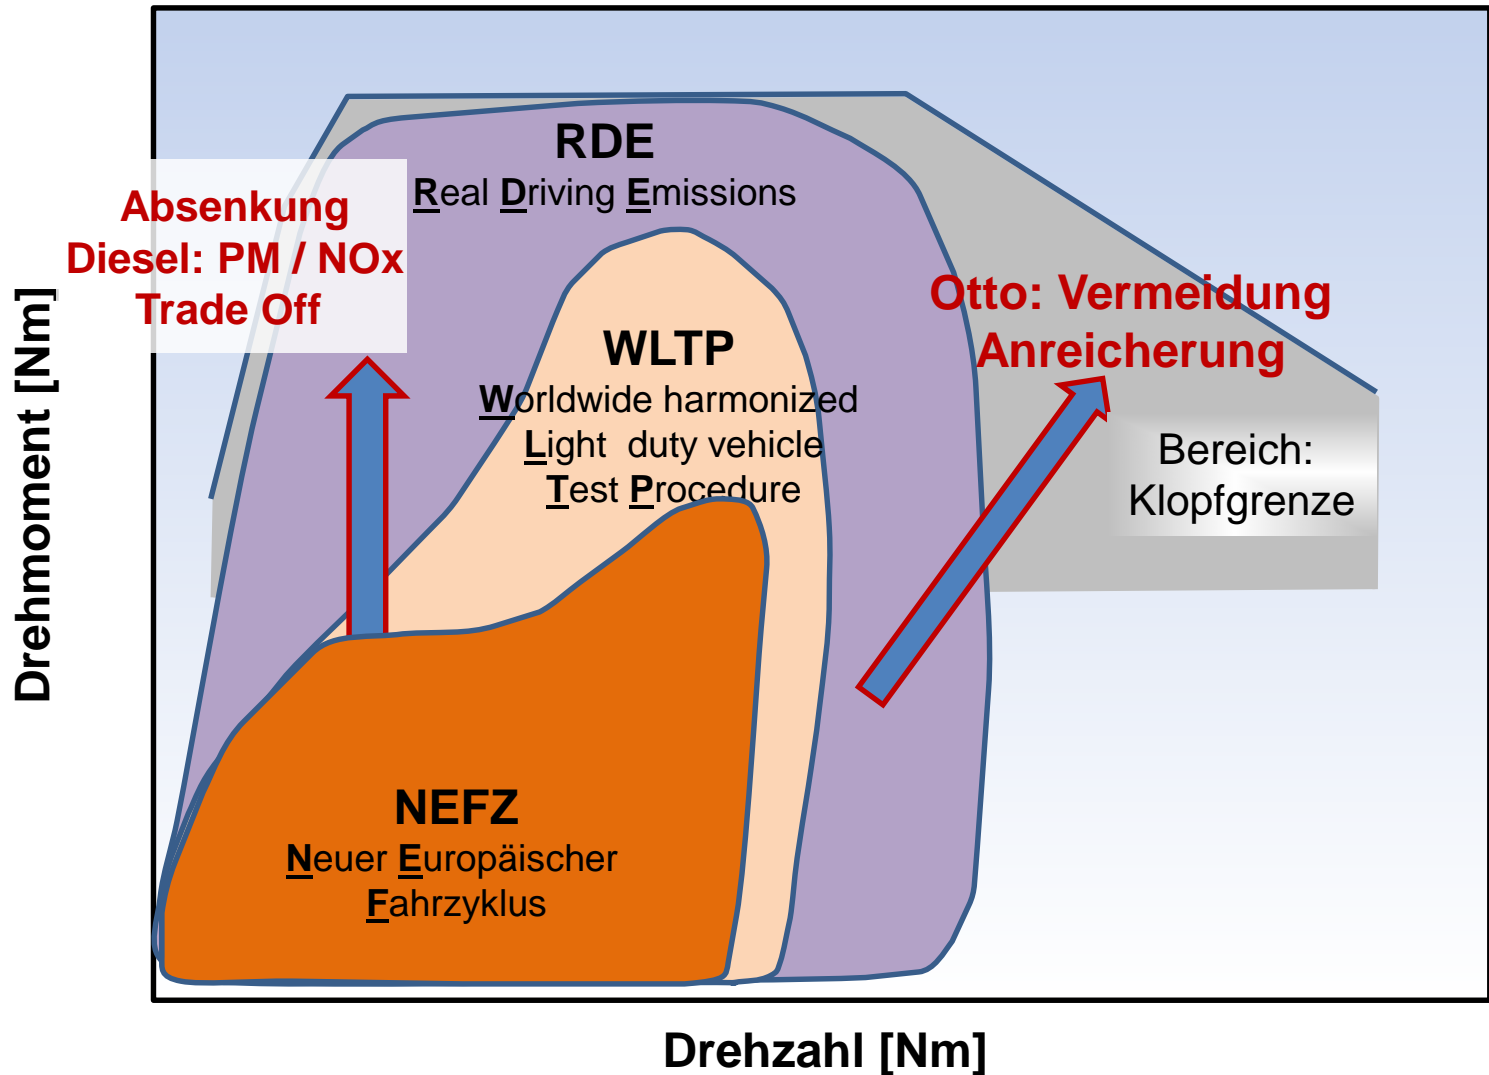 RDE
Real Driving Emissions
Absenkung
Diesel: PM / NOx
Trade Off
Otto: Vermeidung
Anreicherung
WLTP
Worldwide harmonized
Light duty vehicle
Test Procedure
Bereich:
Klopfgrenze
NEFZ
Neuer Europäischer
Fahrzyklus
Drehmoment [Nm]
Drehzahl [Nm]